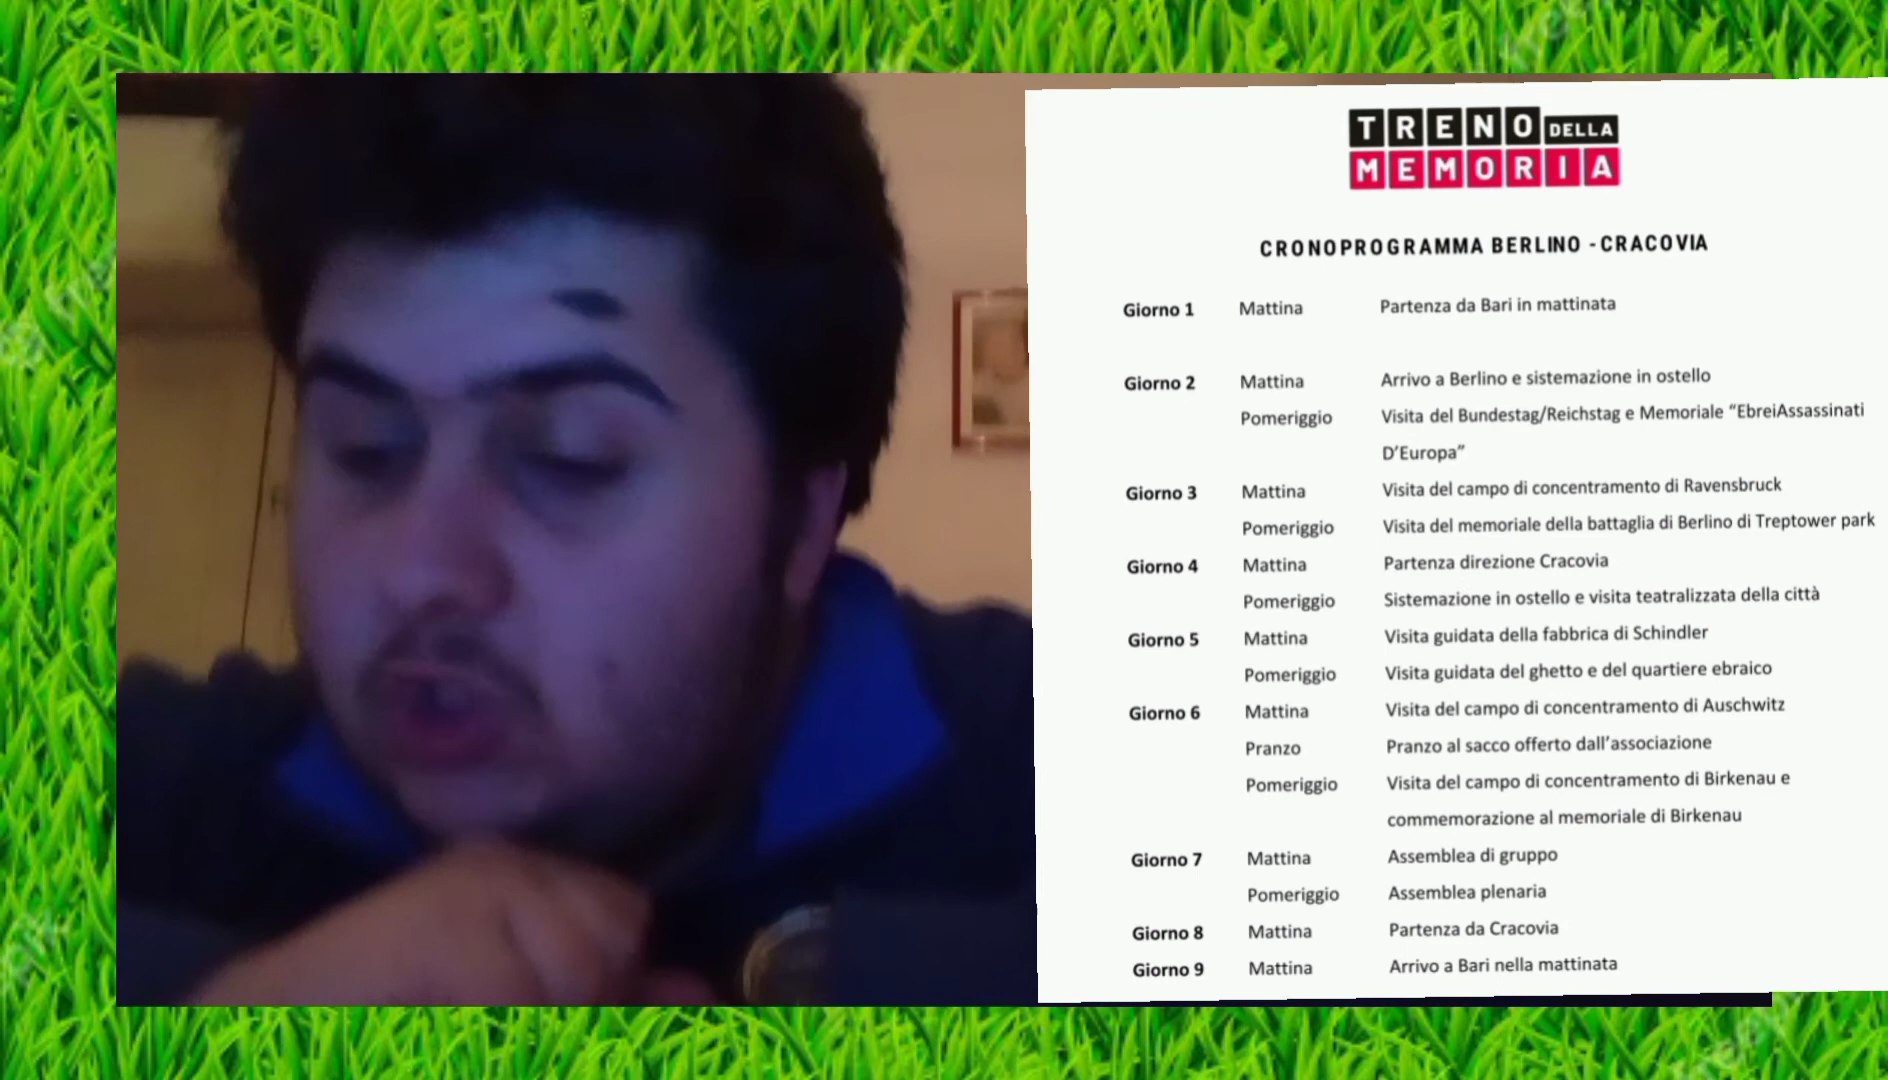 TRENO DELLA
MEMORIA
CRONOPROGRAMMA BERLINO - CRACOVIA
Giorno 1 Mattina Partenza da Bari in mattinata
Giorno 2 Mattina Arrivo a Berlino e sistemazione in ostello
Pomeriggio Visita del Bundestag/Reichstag e Memoriale “EbreiAssassinati
D’Europa”
Giorno 3 Mattina Visita del campo di concentramento di Ravensbruck
Pomeriggio Visita del memoriale della battaglia di Berlino di Treptower park
Giorno 4 Mattina Partenza direzione Cracovia
Pomeriggio Sistemazione in ostello e visita teatralizzata della città
Giorno 5 Mattina Visita guidata della fabbrica di Schindler
Pomeriggio Visita guidata del ghetto e del quartiere ebraico
Giorno 6 Mattina Visita del campo di concentramento di Auschwitz
Pranzo Pranzo al sacco offerto dall’associazione
Pomeriggio Visita del campo di concentramento di Birkenau e
commemorazione al memoriale di Birkenau
Giorno 7 Mattina Assemblea di gruppo
Pomeriggio Assemblea plenaria
Giorno 8 Mattina Partenza da Cracovia
Giorno 9 Mattina Arrivo a Bari nella mattinata